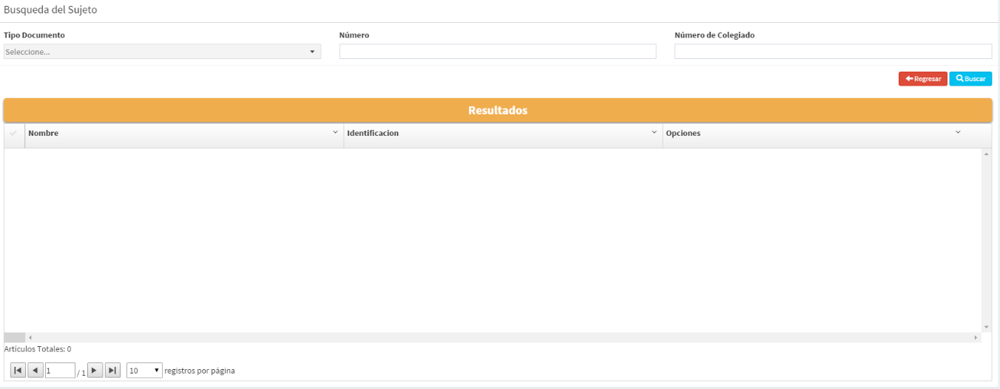 Busqueda del Sujeto
Tipo Documento Número Número de Colegiado
Seleccione...
Regresar Buscar
Resultados
Nombre Identificacion Opciones
Artículos Totales: 0
1 / 1 10 registros por página